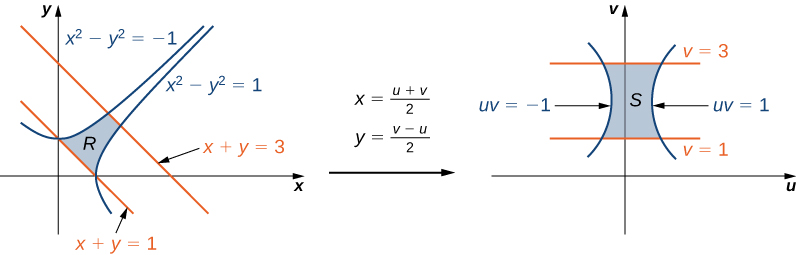 y
x² − y² = −1
x² − y² = 1
R
x + y = 3
x
x + y = 1
x = (u + v)/2
y = (v − u)/2
v
v = 3
S
uv = −1
uv = 1
v = 1
u